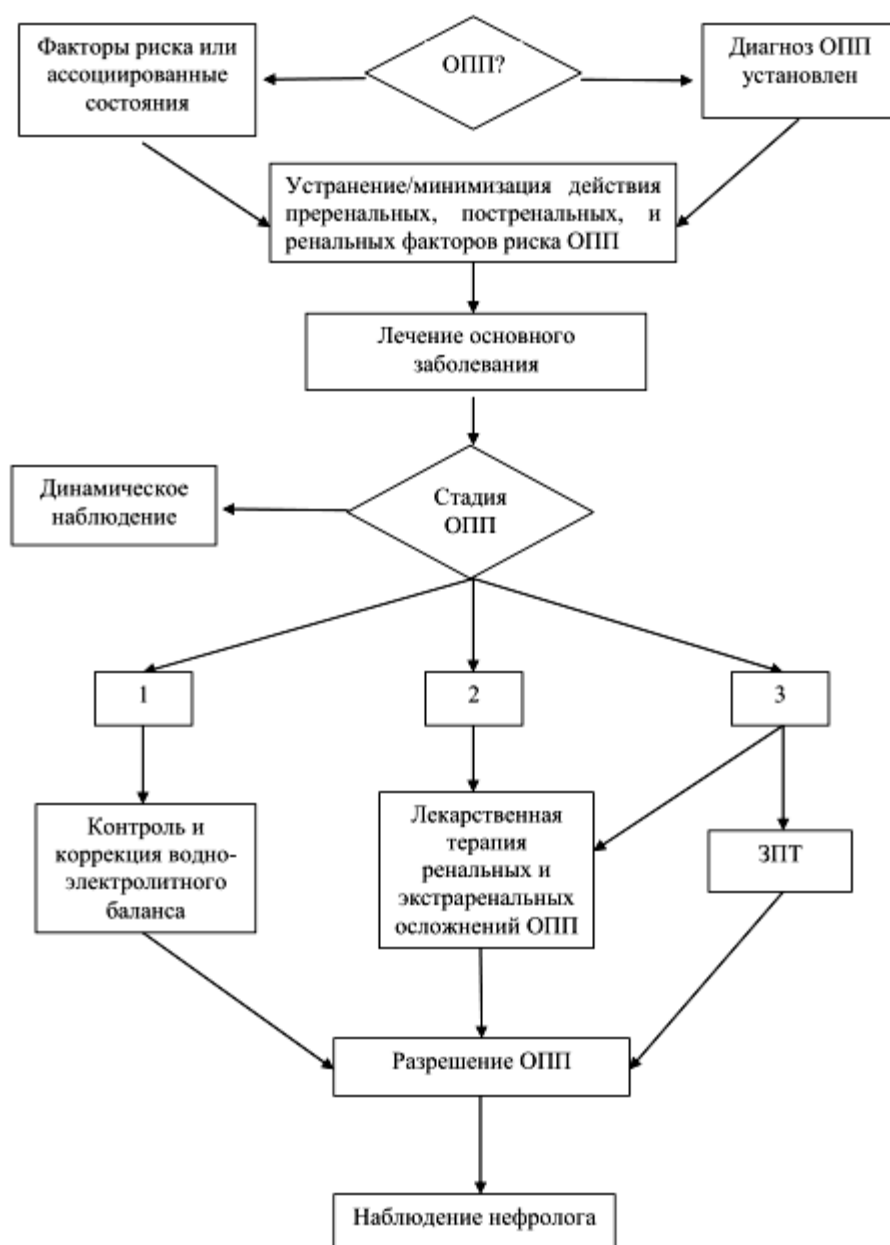 Факторы риска или
ассоциированные
состояния
ОПП?
Диагноз ОПП
установлен
Устранение/минимизация действия
преренальных, постренальных, и
ренальных факторов риска ОПП
Лечение основного
заболевания
Динамическое
наблюдение
Стадия
ОПП
1
2
3
Контроль и
коррекция водно-
электролитного
баланса
Лекарственная
терапия
ренальных и
экстраренальных
осложнений ОПП
ЗПТ
Разрешение ОПП
Наблюдение нефролога